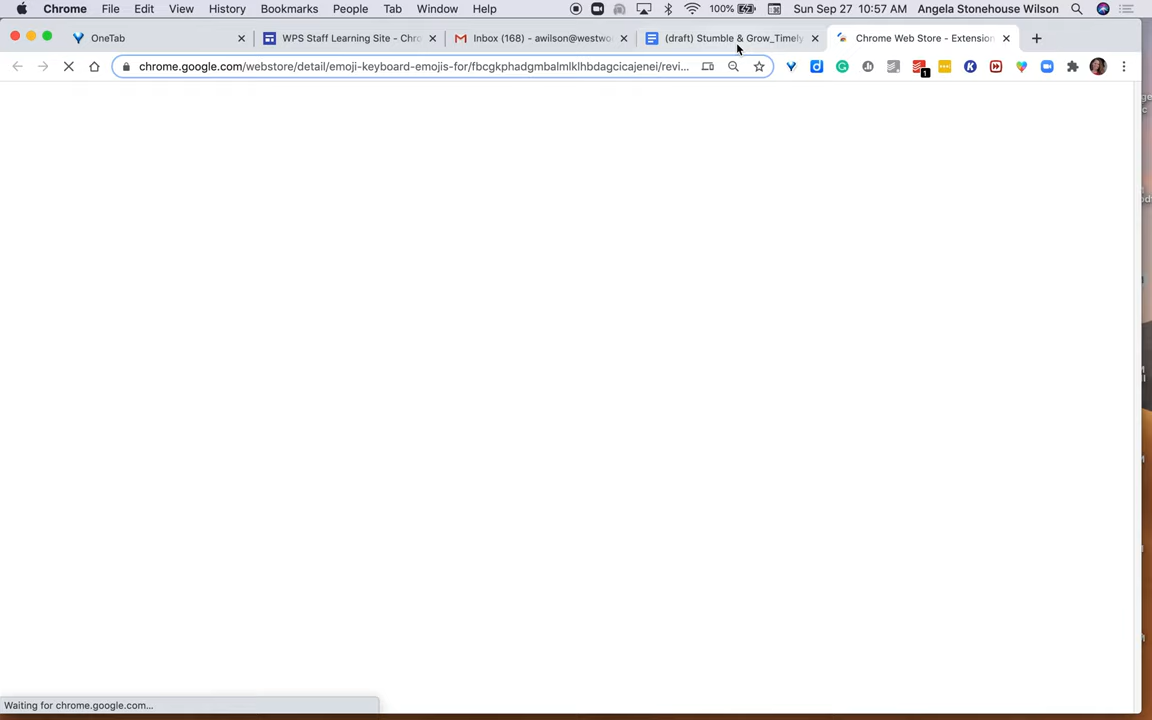 Chrome File Edit View History Bookmarks People Tab Window Help 100% Sun Sep 27 10:57 AM Angela Stonehouse Wilson
OneTab WPS Staff Learning Site - Chro Inbox (168) - awilson@westwo (draft) Stumble & Grow_Timely Chrome Web Store - Extension
chrome.google.com/webstore/detail/emoji-keyboard-emojis-for/fbcgkphadgmbalmlklhbdagcicajenei/revi... 1
Waiting for chrome.google.com...